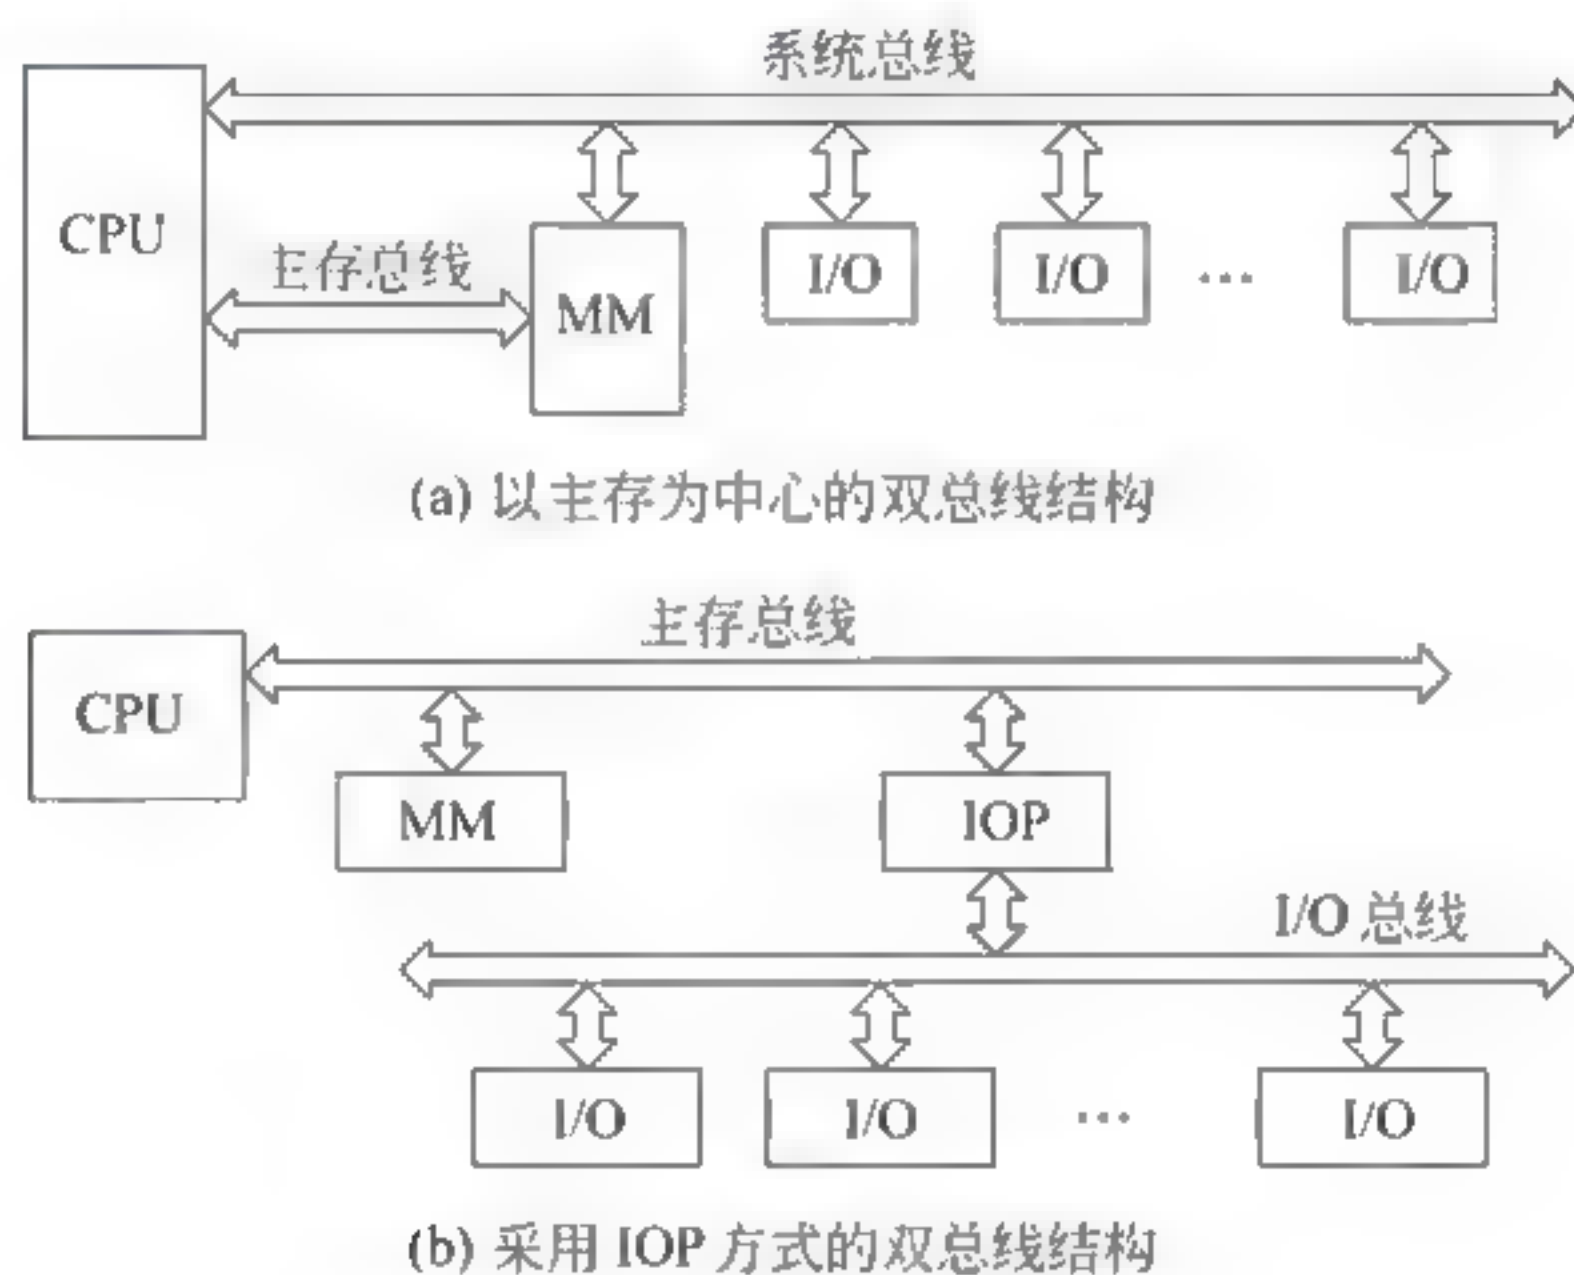 系统总线
CPU
主存总线
MM
I/O
I/O
···
I/O
(a) 以主存为中心的双总线结构
主存总线
CPU
MM
IOP
I/O 总线
I/O
I/O
···
I/O
(b) 采用 IOP 方式的双总线结构